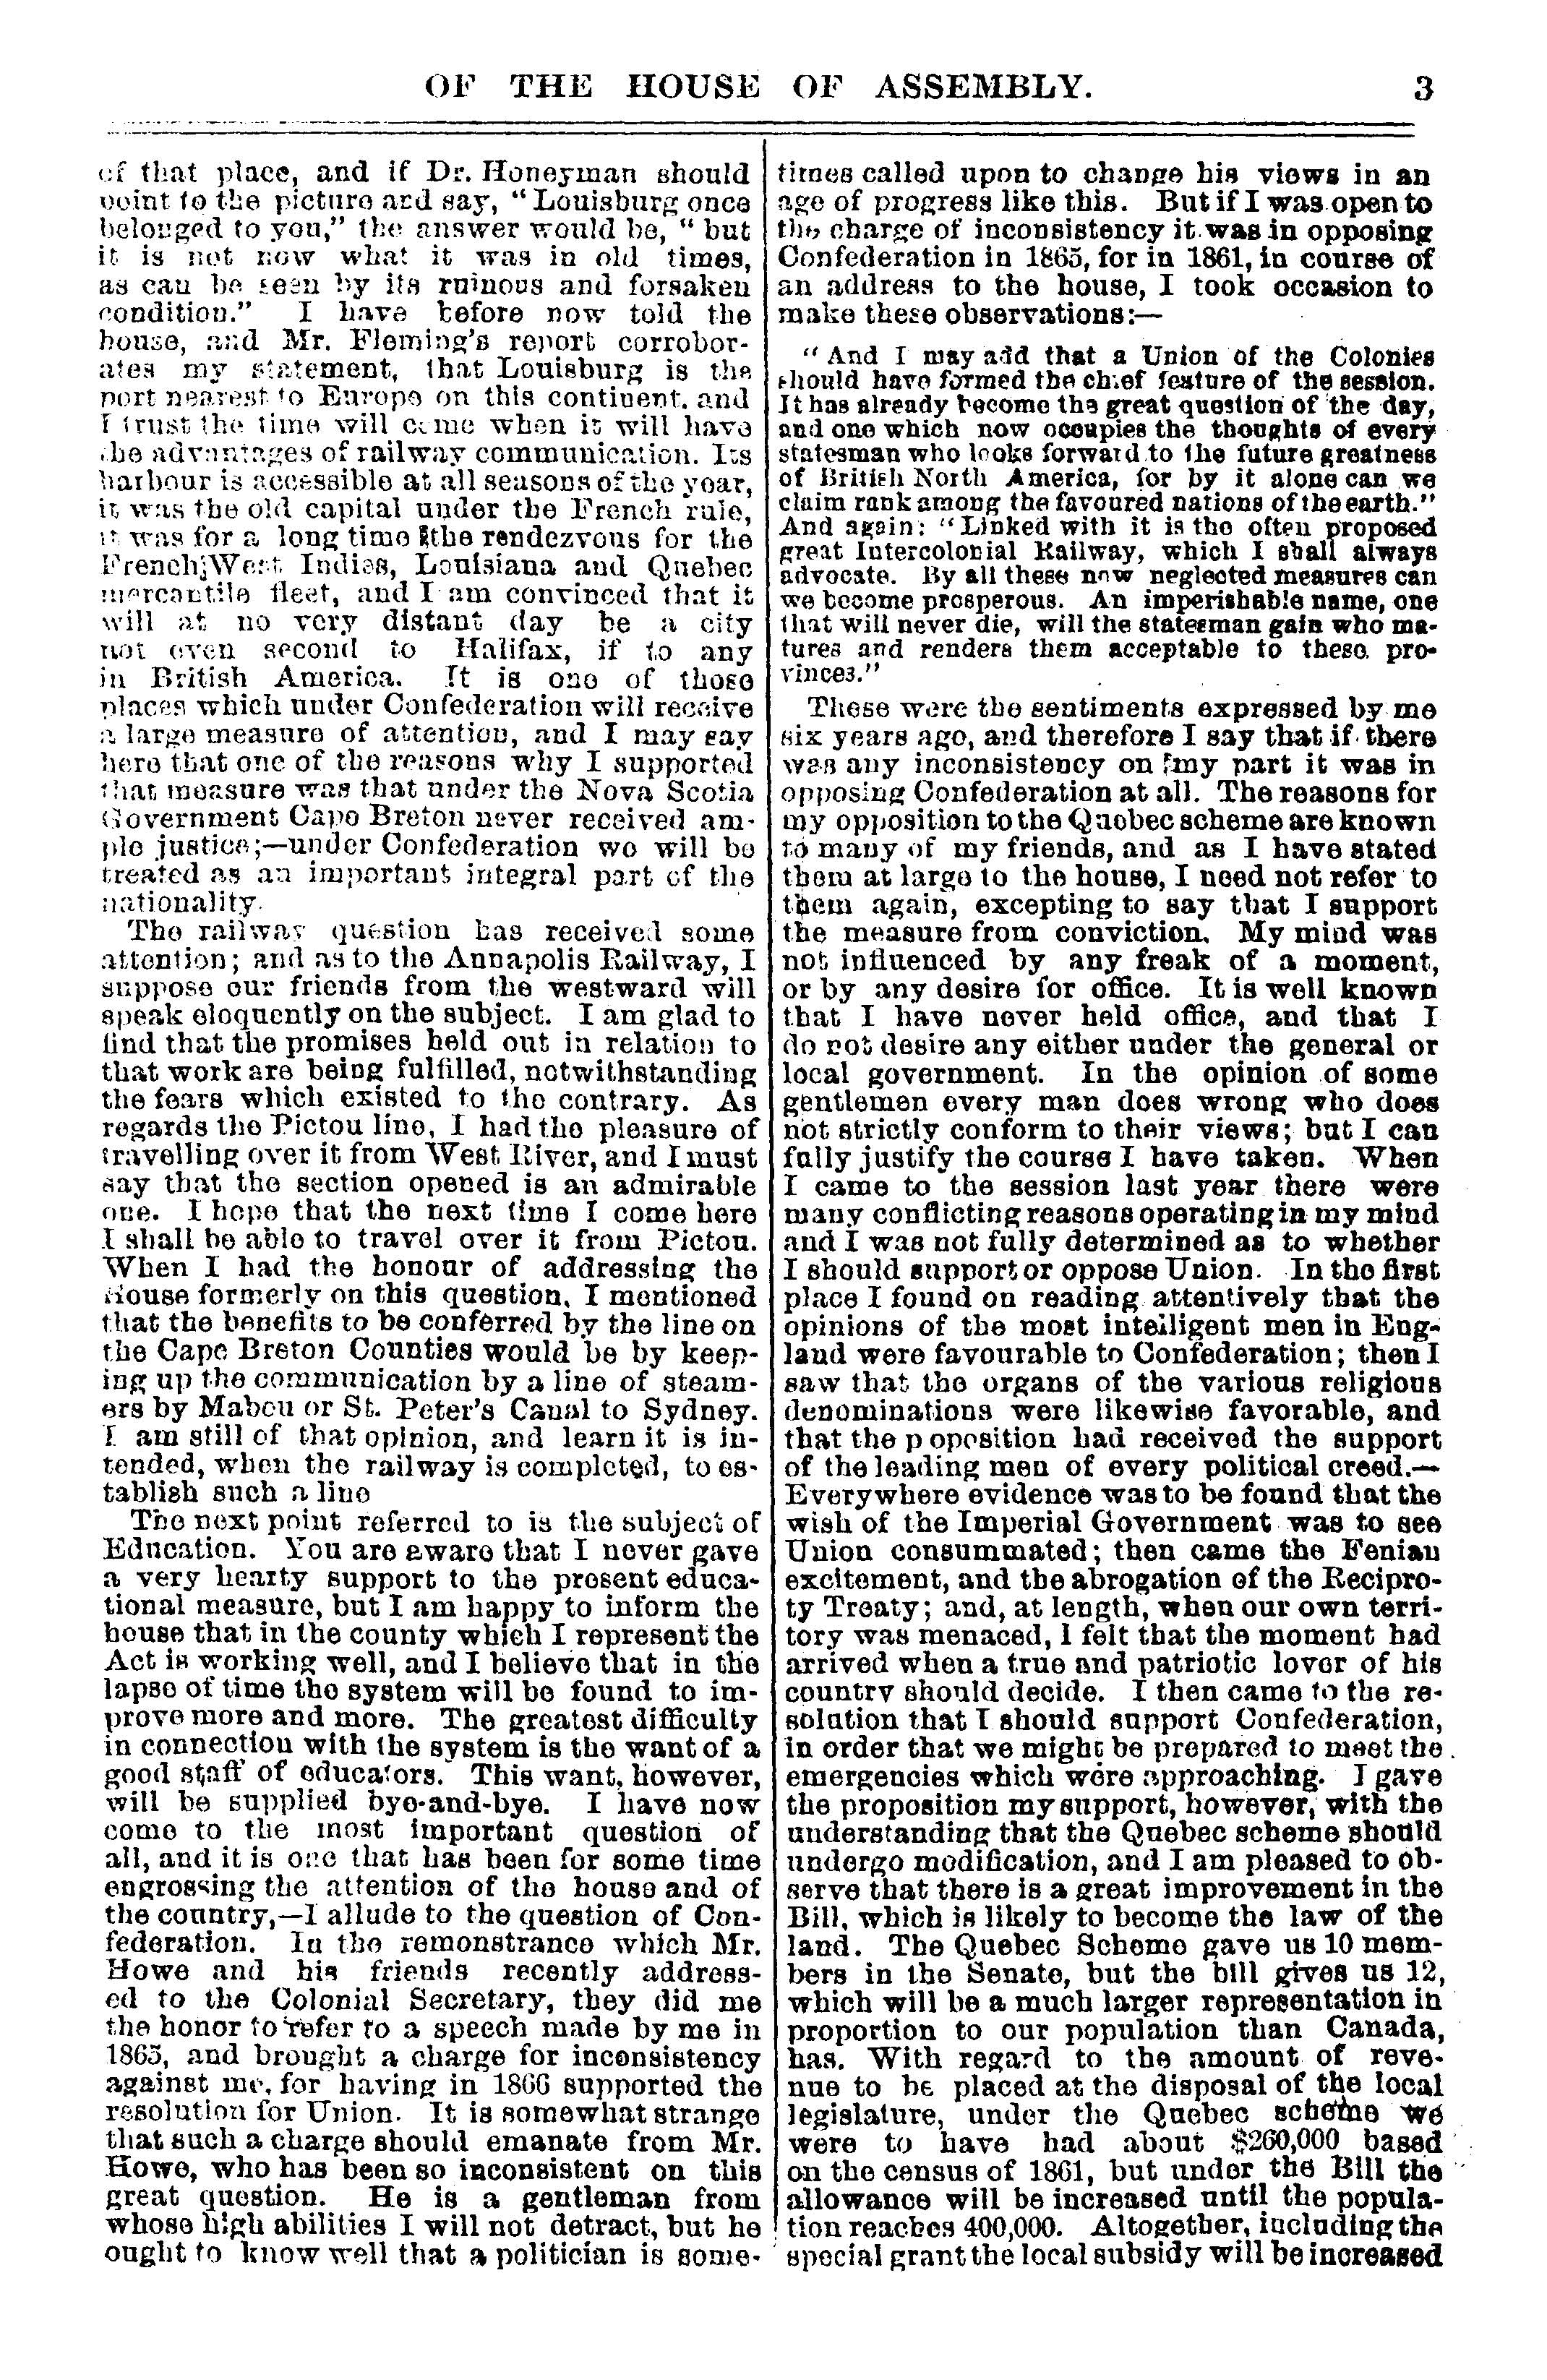 OF THE HOUSE OF ASSEMBLY. 3
of that place, and if Dr. Honeyman should
point to the picture and say, "Louisburg once
belonged to you," the answer would be, "but
it is not now what it was in old times,
as can be seen by its ruinous and forsaken
condition." I have before now told the
house, and Mr. Fleming's report corrobor-
ates my statement, that Louisburg is the
port nearest to Europe on this continent, and
I trust the time will come when it will have
the advantages of railway communication. Its
harbour is accessible at all seasons of the year,
it was the old capital under the French rule,
it was for a long time the rendezvous for the
French West Indies, Louisiana and Quebec
mercantile fleet, and I am convinced that it
will at no very distant day be a city
not even second to Halifax, if to any
in British America. It is one of those
places which under Confederation will receive
a large measure of attention, and I may say
here that one of the reasons why I supported
that measure was that under the Nova Scotia
Government Cape Breton never received am-
ple justice;—under Confederation we will be
treated as an important integral part of the
nationality.
The railway question has received some
attention; and as to the Annapolis Railway, I
suppose our friends from the westward will
speak eloquently on the subject. I am glad to
find that the promises held out in relation to
that work are being fulfilled, notwithstanding
the fears which existed to the contrary. As
regards the Pictou line, I had the pleasure of
travelling over it from West River, and I must
say that the section opened is an admirable
one. I hope that the next time I come here
I shall be able to travel over it from Pictou.
When I had the honour of addressing the
House formerly on this question, I mentioned
that the benefits to be conferred by the line on
the Cape Breton Counties would be by keep-
ing up the communication by a line of steam-
ers by Mabou or St. Peter's Canal to Sydney.
I am still of that opinion, and learn it is in-
tended, when the railway is completed, to es-
tablish such a line
The next point referred to is the subject of
Education. You are aware that I never gave
a very hearty support to the present educa-
tional measure, but I am happy to inform the
house that in the county which I represent the
Act is working well, and I believe that in the
lapse of time the system will be found to im-
prove more and more. The greatest difficulty
in connection with the system is the want of a
good staff of educators. This want, however,
will be supplied bye-and-bye. I have now
come to the most important question of
all, and it is one that has been for some time
engrossing the attention of the house and of
the country,—I allude to the question of Con-
federation. In the remonstrance which Mr.
Howe and his friends recently address-
ed to the Colonial Secretary, they did me
the honor to refer to a speech made by me in
1865, and brought a charge for inconsistency
against me, for having in 1866 supported the
resolution for Union. It is somewhat strange
that such a charge should emanate from Mr.
Howe, who has been so inconsistent on this
great question. He is a gentleman from
whose high abilities I will not detract, but he
ought to know well that a politician is some-
times called upon to change his views in an
age of progress like this. But if I was open to
the charge of inconsistency it was in opposing
Confederation in 1865, for in 1861, in course of
an address to the house, I took occasion to
make these observations:—
"And I may add that a Union of the Colonies
should have formed the chief feature of the session.
It has already become the great question of the day,
and one which now occupies the thoughts of every
statesman who looks forward to the future greatness
of British North America, for by it alone can we
claim rank among the favoured nations of the earth."
And again: "Linked with it is the often proposed
great Intercolonial Railway, which I shall always
advocate. By all these now neglected measures can
we become prosperous. An imperishable name, one
that will never die, will the statesman gain who ma-
tures and renders them acceptable to these pro-
vinces."
These were the sentiments expressed by me
six years ago, and therefore I say that if there
was any inconsistency on my part it was in
opposing Confederation at all. The reasons for
my opposition to the Quebec scheme are known
to many of my friends, and as I have stated
them at large to the house, I need not refer to
them again, excepting to say that I support
the measure from conviction. My mind was
not influenced by any freak of a moment,
or by any desire for office. It is well known
that I have never held office, and that I
do not desire any either under the general or
local government. In the opinion of some
gentlemen every man does wrong who does
not strictly conform to their views; but I can
fully justify the course I have taken. When
I came to the session last year there were
many conflicting reasons operating in my mind
and I was not fully determined as to whether
I should support or oppose Union. In the first
place I found on reading attentively that the
opinions of the most intelligent men in Eng-
land were favourable to Confederation; then I
saw that the organs of the various religious
denominations were likewise favorable, and
that the p oposition had received the support
of the leading men of every political creed.—
Everywhere evidence was to be found that the
wish of the Imperial Government was to see
Union consummated; then came the Fenian
excitement, and the abrogation of the Recipro-
ty Treaty; and, at length, when our own terri-
tory was menaced, I felt that the moment had
arrived when a true and patriotic lover of his
country should decide. I then came to the re-
solution that I should support Confederation,
in order that we might be prepared to meet the
emergencies which were approaching. I gave
the proposition my support, however, with the
understanding that the Quebec scheme should
undergo modification, and I am pleased to ob-
serve that there is a great improvement in the
Bill, which is likely to become the law of the
land. The Quebec Scheme gave us 10 mem-
bers in the Senate, but the bill gives us 12,
which will be a much larger representation in
proportion to our population than Canada,
has. With regard to the amount of reve-
nue to be placed at the disposal of the local
legislature, under the Quebec scheme we
were to have had about $260,000 based
on the census of 1861, but under the Bill the
allowance will be increased until the popula-
tion reaches 400,000. Altogether, including the
special grant the local subsidy will be increased